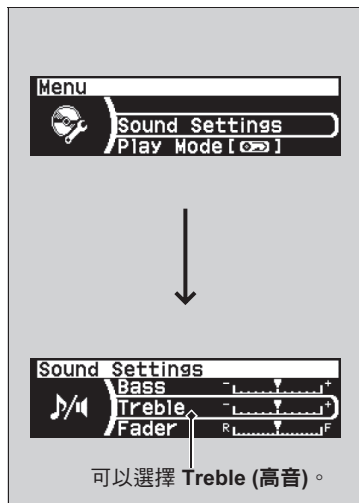 Menu
Sound Settings
Play Mode[ ]
Sound Settings
Bass - +
Treble - +
Fader R F
可以選擇 Treble (高音)。